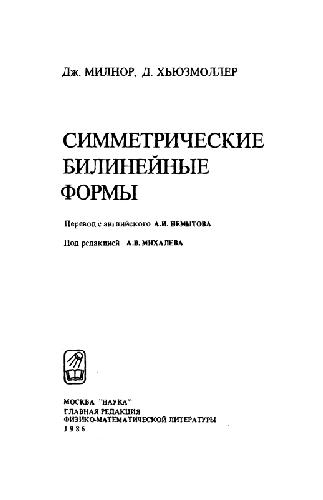 Дж. МИЛНОР, Д. ХЬЮЗМОЛЛЕР
СИММЕТРИЧЕСКИЕ
БИЛИНЕЙНЫЕ
ФОРМЫ
Перевод с английского А.И. НЕМЫТОВА
Под редакцией А.В. МИХАЛЕВА
МОСКВА "НАУКА"
ГЛАВНАЯ РЕДАКЦИЯ
ФИЗИКО-МАТЕМАТИЧЕСКОЙ ЛИТЕРАТУРЫ
1986